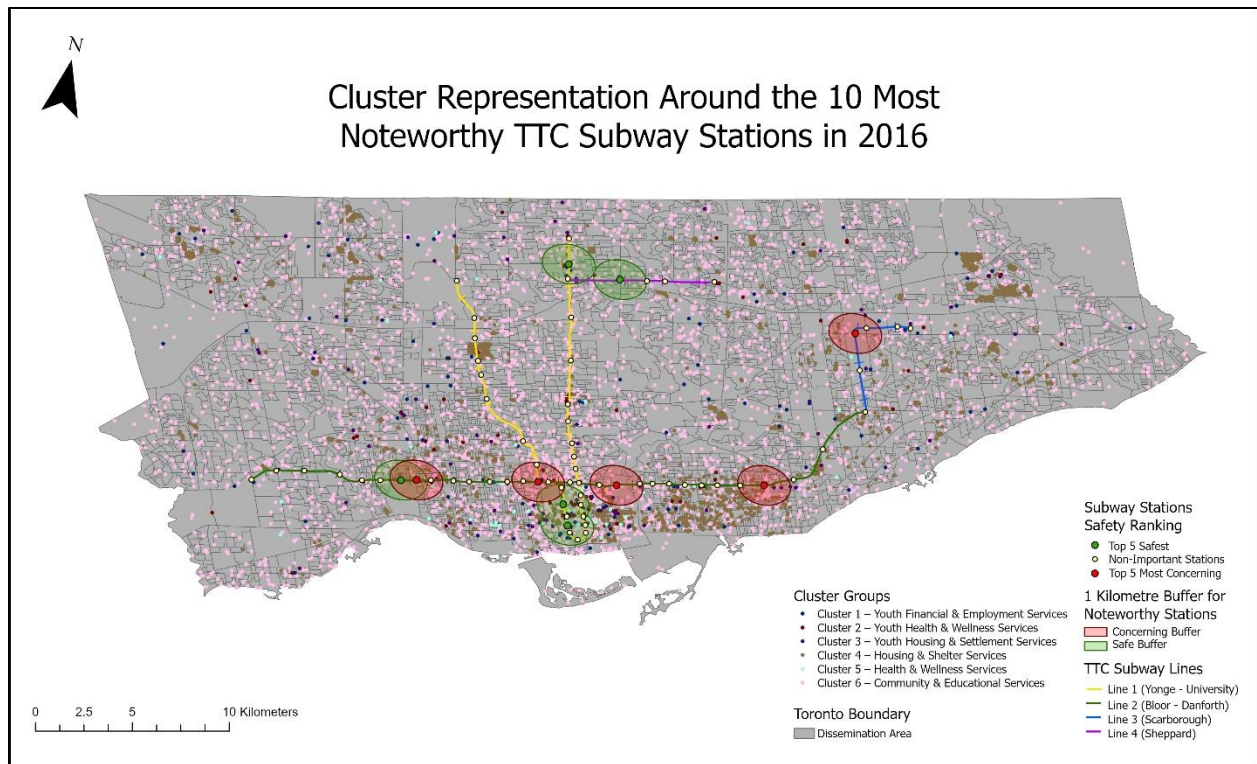 N
Cluster Representation Around the 10 Most
Noteworthy TTC Subway Stations in 2016
Subway Stations
Safety Ranking
Top 5 Safest
Non-Important Stations
Top 5 Most Concerning
1 Kilometre Buffer for
Noteworthy Stations
Concerning Buffer
Safe Buffer
TTC Subway Lines
Line 1 (Yonge - University)
Line 2 (Bloor - Danforth)
Line 3 (Scarborough)
Line 4 (Sheppard)
Cluster Groups
Cluster 1 – Youth Financial & Employment Services
Cluster 2 – Youth Health & Wellness Services
Cluster 3 – Youth Housing & Settlement Services
Cluster 4 – Housing & Shelter Services
Cluster 5 – Health & Wellness Services
Cluster 6 – Community & Educational Services
Toronto Boundary
Dissemination Area
0 2.5 5 10 Kilometers